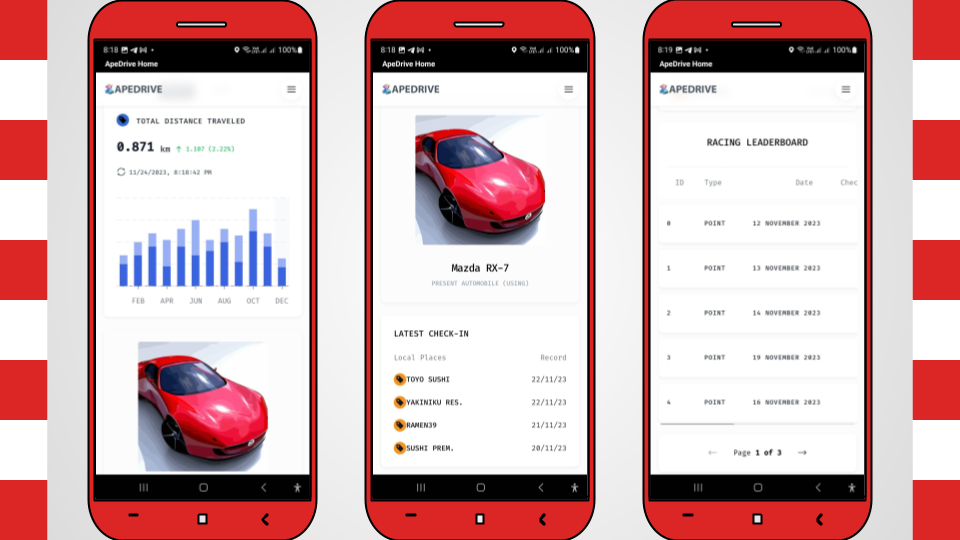 8:18 100%
ApeDrive Home
APEDRIVE
TOTAL DISTANCE TRAVELED
0.871 km ↑ 1.107 (2.22%)
11/24/2023, 8:18:42 PM
FEB APR JUN AUG OCT DEC
8:18 100%
ApeDrive Home
APEDRIVE
Mazda RX-7
PRESENT AUTOMOBILE (USING)
LATEST CHECK-IN
Local Places Record
TOYO SUSHI 22/11/23
YAKINIKU RES. 22/11/23
RAMEN39 21/11/23
SUSHI PREM. 20/11/23
8:19 100%
ApeDrive Home
APEDRIVE
RACING LEADERBOARD
ID Type Date Chec
0 POINT 12 NOVEMBER 2023
1 POINT 13 NOVEMBER 2023
2 POINT 14 NOVEMBER 2023
3 POINT 19 NOVEMBER 2023
4 POINT 16 NOVEMBER 2023
← Page 1 of 3 →